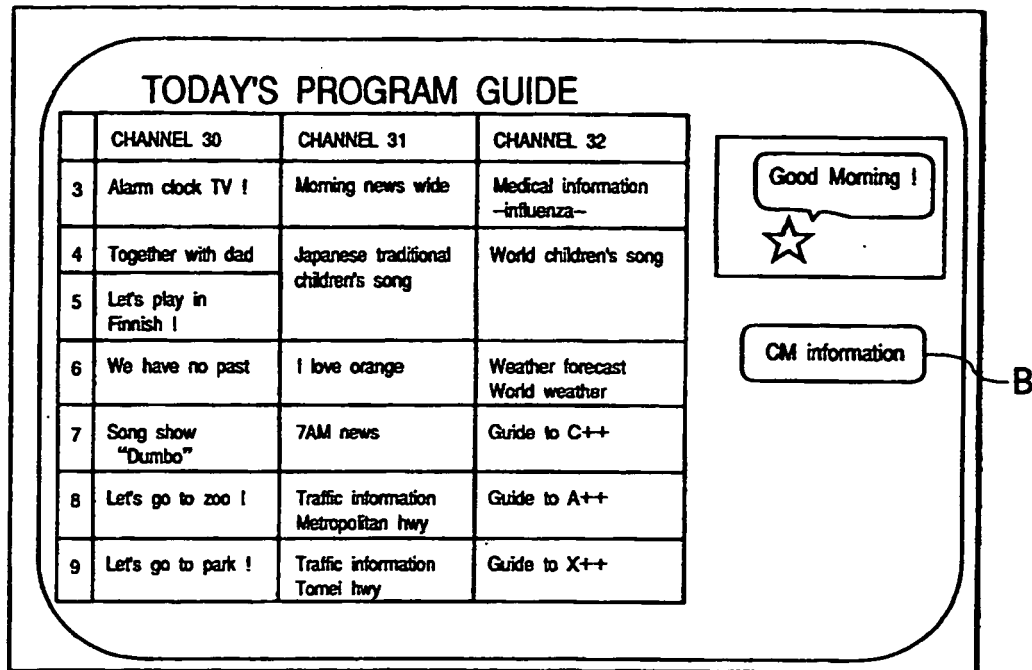 TODAY'S PROGRAM GUIDE
CHANNEL 30 CHANNEL 31 CHANNEL 32
3 Alarm clock TV ! Morning news wide Medical information
–influenza–
4 Together with dad Japanese traditional World children's song
children's song
5 Let's play in
Finnish !
6 We have no past I love orange Weather forecast
World weather
7 Song show 7AM news Guide to C++
"Dumbo"
8 Let's go to zoo ! Traffic information Guide to A++
Metropolitan hwy
9 Let's go to park ! Traffic information Guide to X++
Tomei hwy
Good Morning !
CM information
B